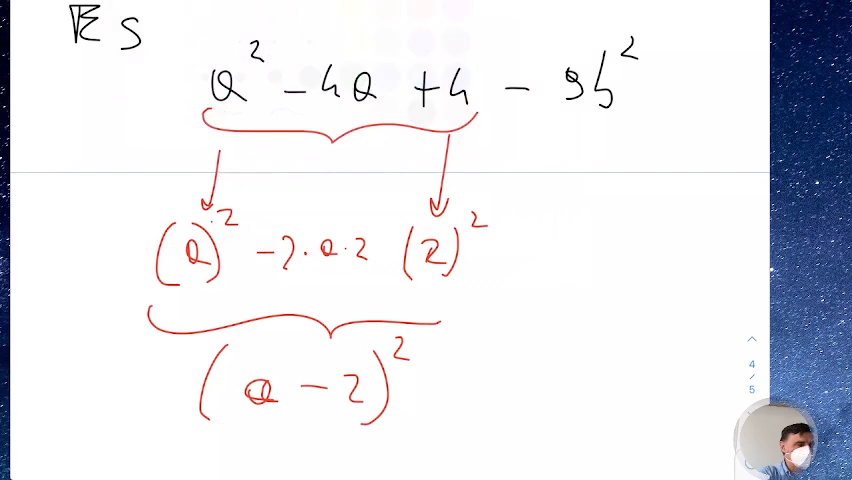 Es
a² - 4a + 4 - 9b²
(a)² - 2·a·2 (2)²
(a - 2)²
4
/
5